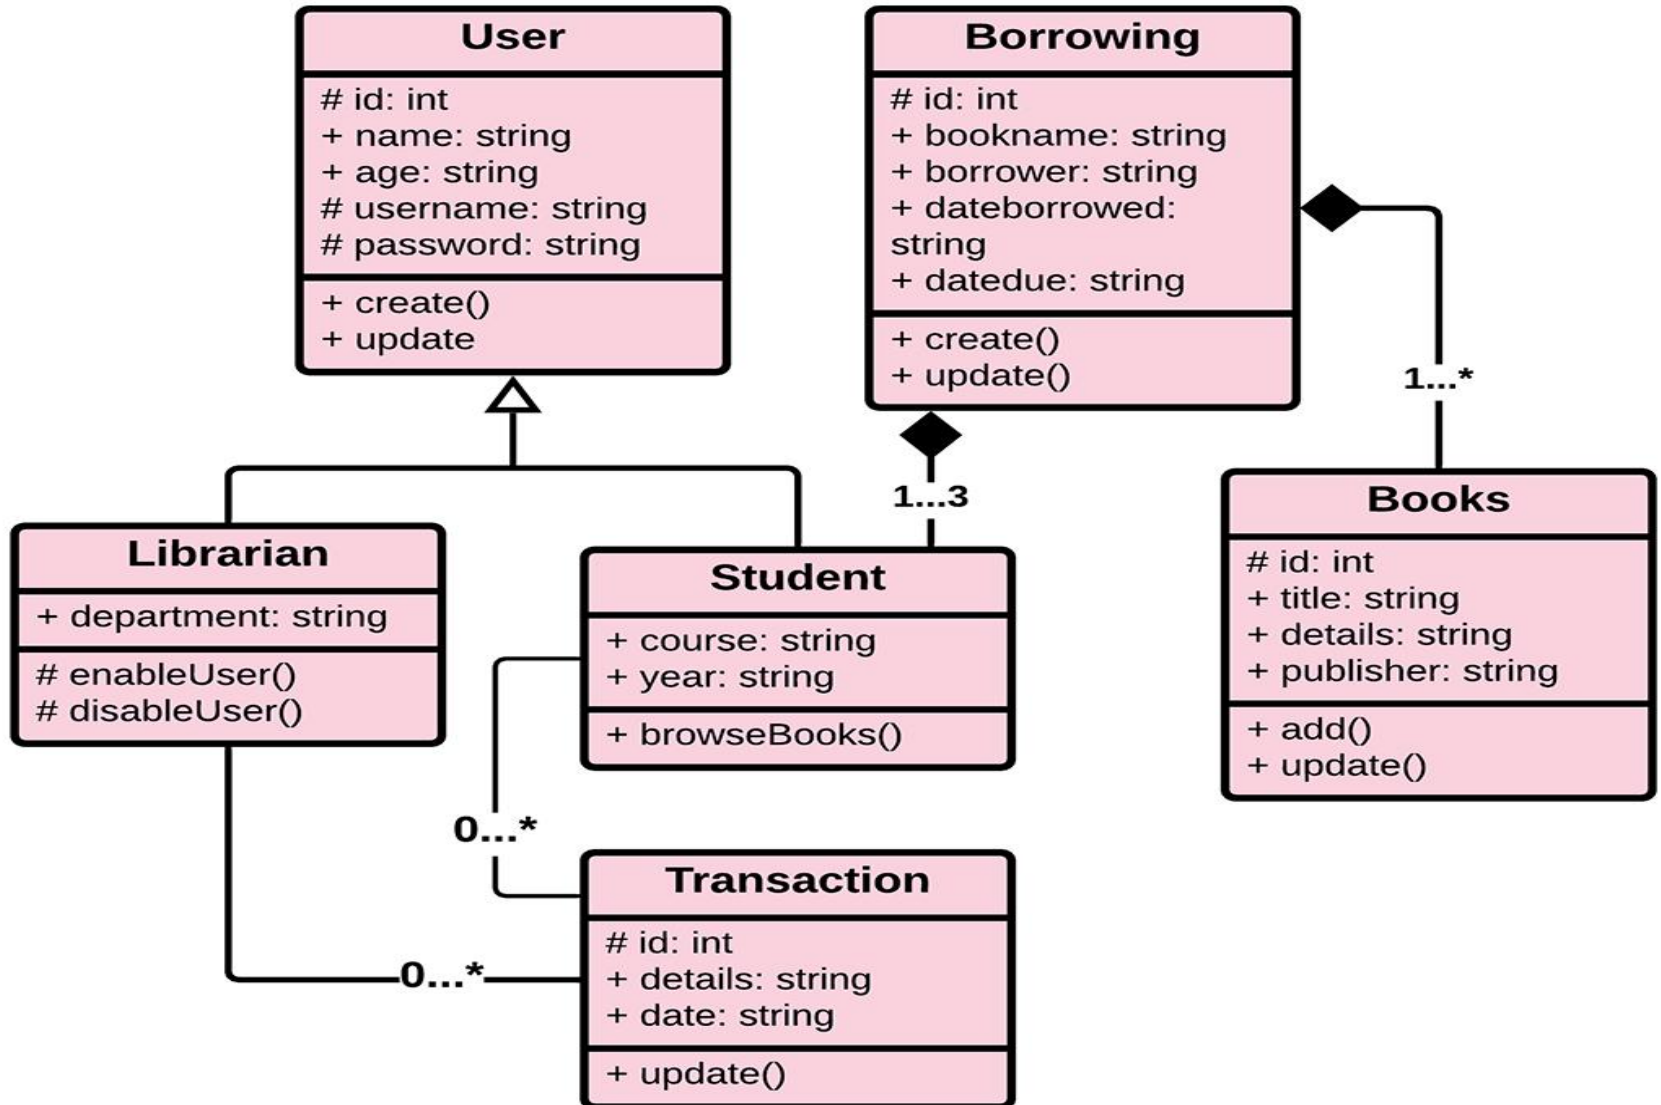 User
# id: int
+ name: string
+ age: string
# username: string
# password: string
+ create()
+ update
Borrowing
# id: int
+ bookname: string
+ borrower: string
+ dateborrowed:
string
+ datedue: string
+ create()
+ update()
1...*
1...3
Librarian
+ department: string
# enableUser()
# disableUser()
Student
+ course: string
+ year: string
+ browseBooks()
Books
# id: int
+ title: string
+ details: string
+ publisher: string
+ add()
+ update()
0...*
0...*
Transaction
# id: int
+ details: string
+ date: string
+ update()